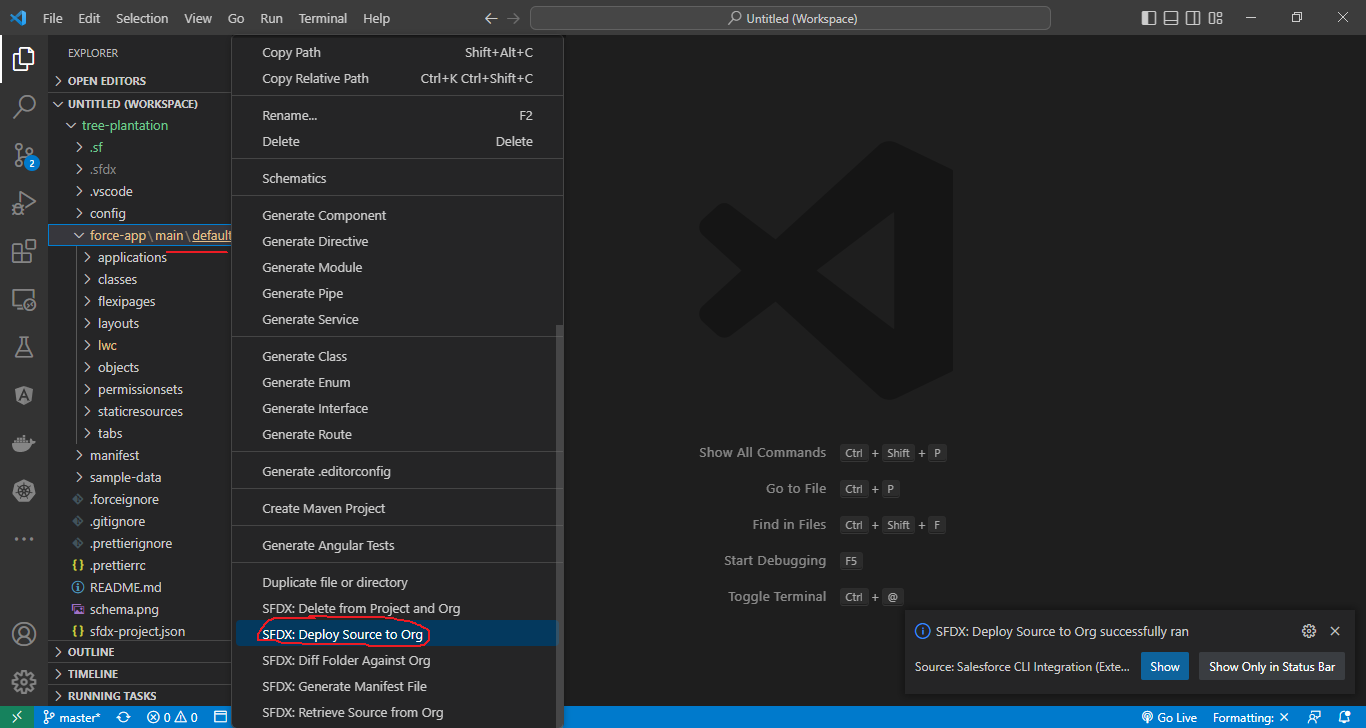 File Edit Selection View Go Run Terminal Help
Untitled (Workspace)
EXPLORER
OPEN EDITORS
UNTITLED (WORKSPACE)
tree-plantation
.sf
.sfdx
.vscode
config
force-app\main\default
applications
classes
flexipages
layouts
lwc
objects
permissionsets
staticresources
tabs
manifest
sample-data
.forceignore
.gitignore
.prettierignore
{} .prettierrc
README.md
schema.png
{} sfdx-project.json
OUTLINE
TIMELINE
RUNNING TASKS
2
Copy Path Shift+Alt+C
Copy Relative Path Ctrl+K Ctrl+Shift+C
Rename... F2
Delete Delete
Schematics
Generate Component
Generate Directive
Generate Module
Generate Pipe
Generate Service
Generate Class
Generate Enum
Generate Interface
Generate Route
Generate .editorconfig
Create Maven Project
Generate Angular Tests
Duplicate file or directory
SFDX: Delete from Project and Org
SFDX: Deploy Source to Org
SFDX: Diff Folder Against Org
SFDX: Generate Manifest File
SFDX: Retrieve Source from Org
Show All Commands Ctrl + Shift + P
Go to File Ctrl + P
Find in Files Ctrl + Shift + F
Start Debugging F5
Toggle Terminal Ctrl + @
SFDX: Deploy Source to Org successfully ran
Source: Salesforce CLI Integration (Exte...
Show
Show Only in Status Bar
master* 0 0
Go Live Formatting: ×